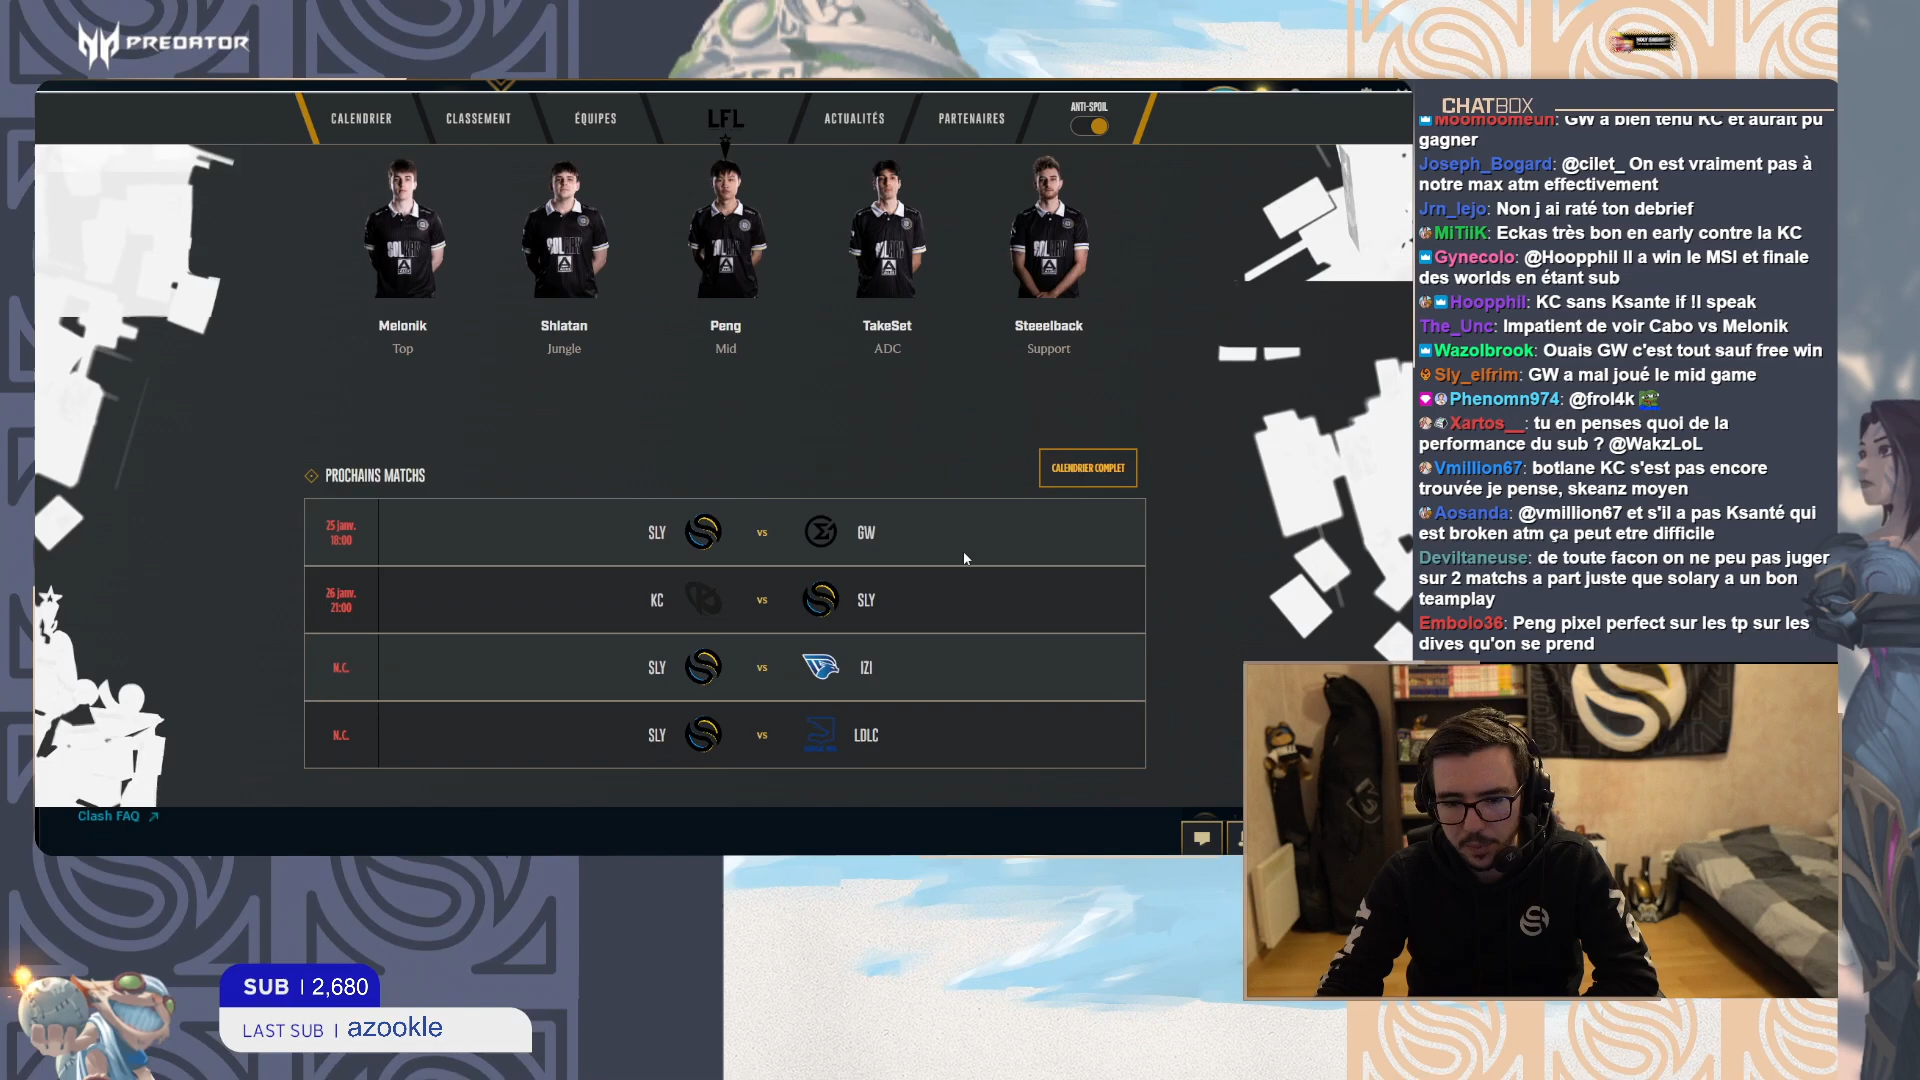 PREDATOR
CALENDRIER
CLASSEMENT
ÉQUIPES
LFL
ACTUALITÉS
PARTENAIRES
ANTI-SPOIL
Melonik
Top
Shlatan
Jungle
Peng
Mid
TakeSet
ADC
Steeelback
Support
PROCHAINS MATCHS
CALENDRIER COMPLET
25 janv.
18:00
SLY vs GW
26 janv.
21:00
KC vs SLY
N.C.
SLY vs IZI
N.C.
SLY vs LDLC
Clash FAQ
CHATBOX
Moomoomeun: GW a bien tenu KC et aurait pu
gagner
Joseph_Bogard: @cilet_ On est vraiment pas à
notre max atm effectivement
Jrn_lejo: Non j ai raté ton debrief
MiTiiK: Eckas très bon en early contre la KC
Gynecolo: @Hoopphil Il a win le MSI et finale
des worlds en étant sub
Hoopphil: KC sans Ksante if !I speak
The_Unc: Impatient de voir Cabo vs Melonik
Wazolbrook: Ouais GW c'est tout sauf free win
Sly_elfrim: GW a mal joué le mid game
Phenomn974: @frol4k
Xartos__: tu en penses quoi de la
performance du sub ? @WakzLoL
Vmillion67: botlane KC s'est pas encore
trouvée je pense, skeanz moyen
Aosanda: @vmillion67 et s'il a pas Ksanté qui
est broken atm ça peut etre difficile
Deviltaneuse: de toute facon on ne peu pas juger
sur 2 matchs a part juste que solary a un bon
teamplay
Embolo36: Peng pixel perfect sur les tp sur les
dives qu'on se prend
SUB | 2,680
LAST SUB | azookle